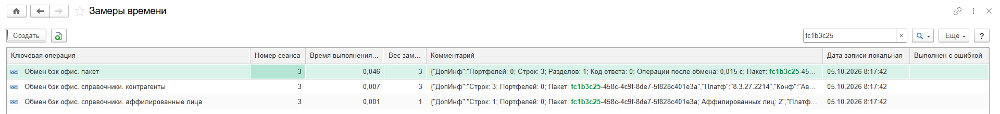 Замеры времени
Создать
fc1b3c25 × Еще ?
Ключевая операция Номер сеанса Время выполнения... Вес зам... Комментарий Дата записи локальная Выполнен с ошибкой
Обмен бэк офис. пакет 3 0,046 3 {"ДопИнф":"Портфелей: 0; Строк: 3; Разделов: 1; Код ответа: 0; Операции после обмена: 0,015 с; Пакет: fc1b3c25-45... 05.10.2026 8:17:42
Обмен бэк офис. справочники. контрагенты 3 0,007 3 {"ДопИнф":"Строк: 3; Портфелей: 0; Пакет: fc1b3c25-458c-4c9f-8de7-5f828c401e3a","Платф":"8.3.27.2214","Конф":"Ав... 05.10.2026 8:17:42
Обмен бэк офис. справочники. аффилированные лица 3 0,001 1 {"ДопИнф":"Строк: 1; Портфелей: 0; Пакет: fc1b3c25-458c-4c9f-8de7-5f828c401e3a; Аффилированных лиц: 2","Платф... 05.10.2026 8:17:42